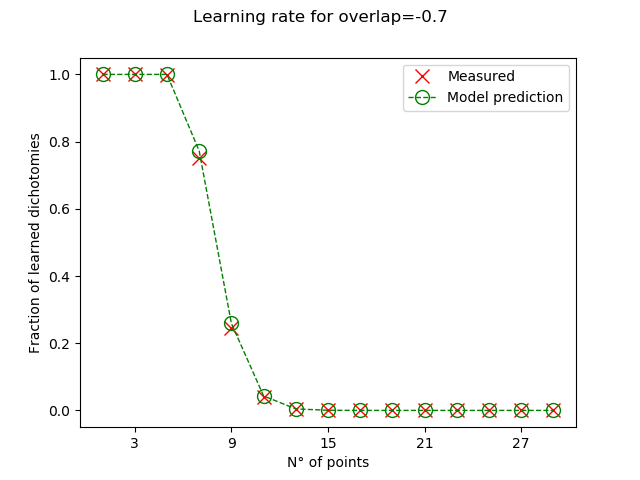 Learning rate for overlap=-0.7
Measured
Model prediction
Fraction of learned dichotomies
1.0
0.8
0.6
0.4
0.2
0.0
3 9 15 21 27
N° of points